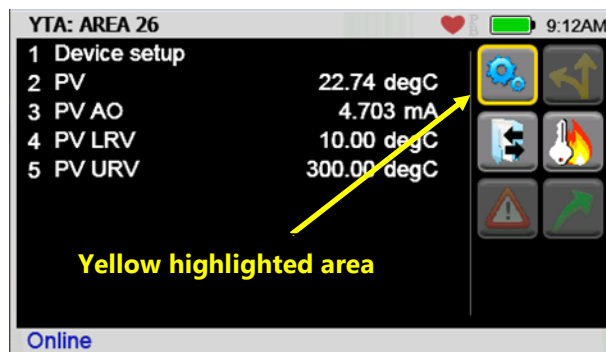 YTA: AREA 26 9:12AM
1 Device setup
2 PV 22.74 degC
3 PV AO 4.703 mA
4 PV LRV 10.00 degC
5 PV URV 300.00 degC
Yellow highlighted area
Online